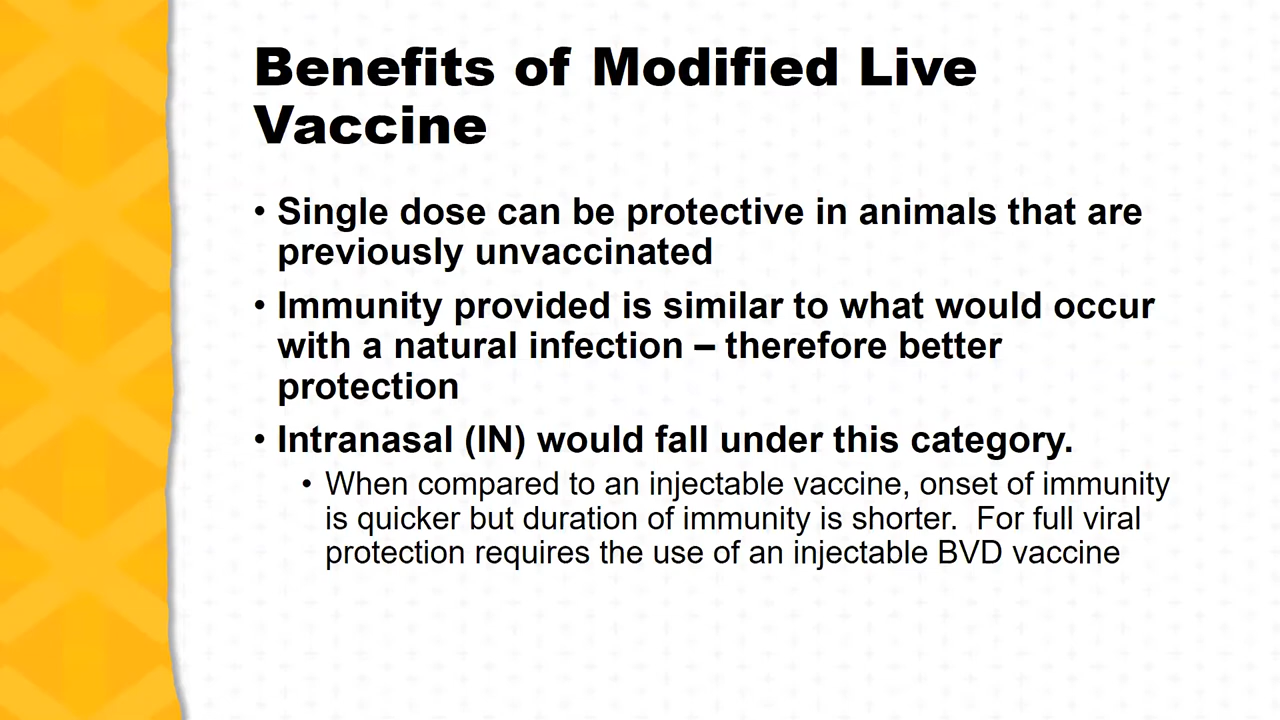 Benefits of Modified Live
Vaccine
• Single dose can be protective in animals that are
previously unvaccinated
• Immunity provided is similar to what would occur
with a natural infection – therefore better
protection
• Intranasal (IN) would fall under this category.
• When compared to an injectable vaccine, onset of immunity
is quicker but duration of immunity is shorter.  For full viral
protection requires the use of an injectable BVD vaccine